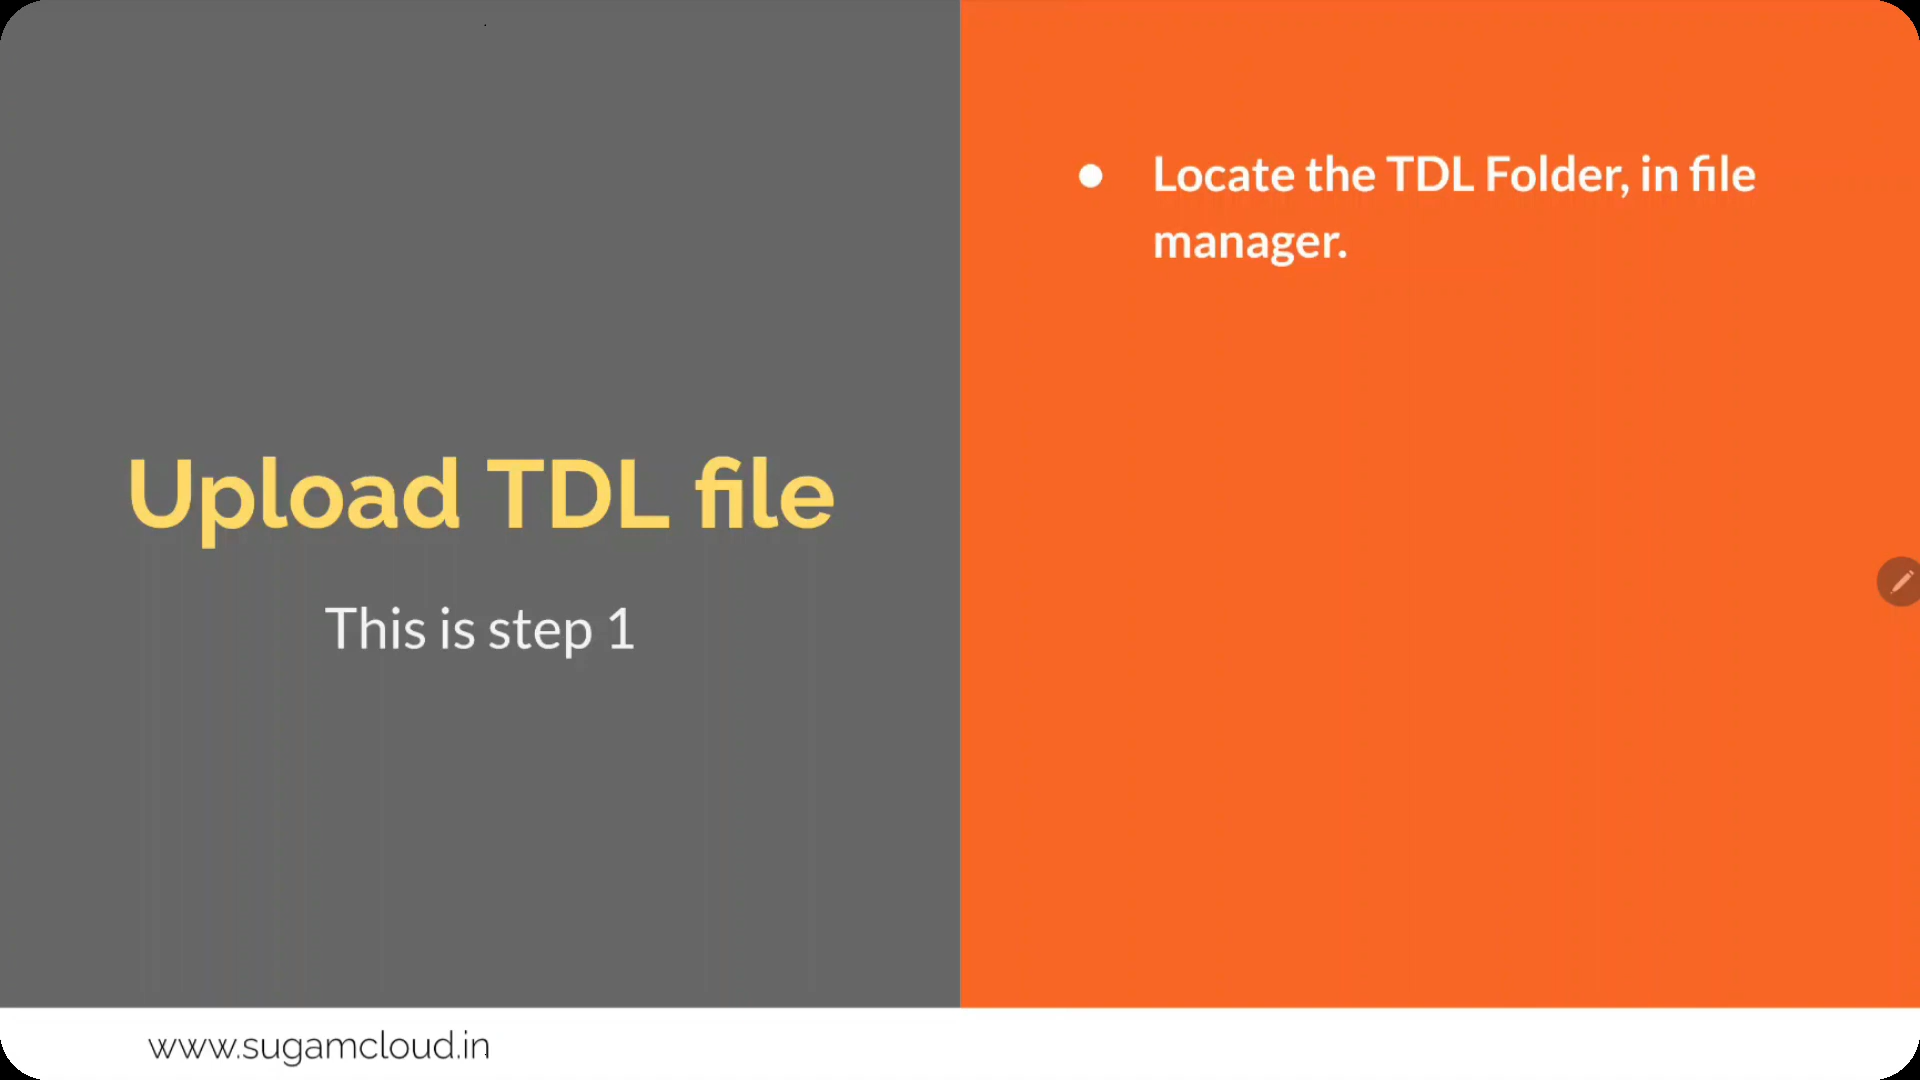 Upload TDL file
This is step 1
● Locate the TDL Folder, in file
manager.
www.sugamcloud.in